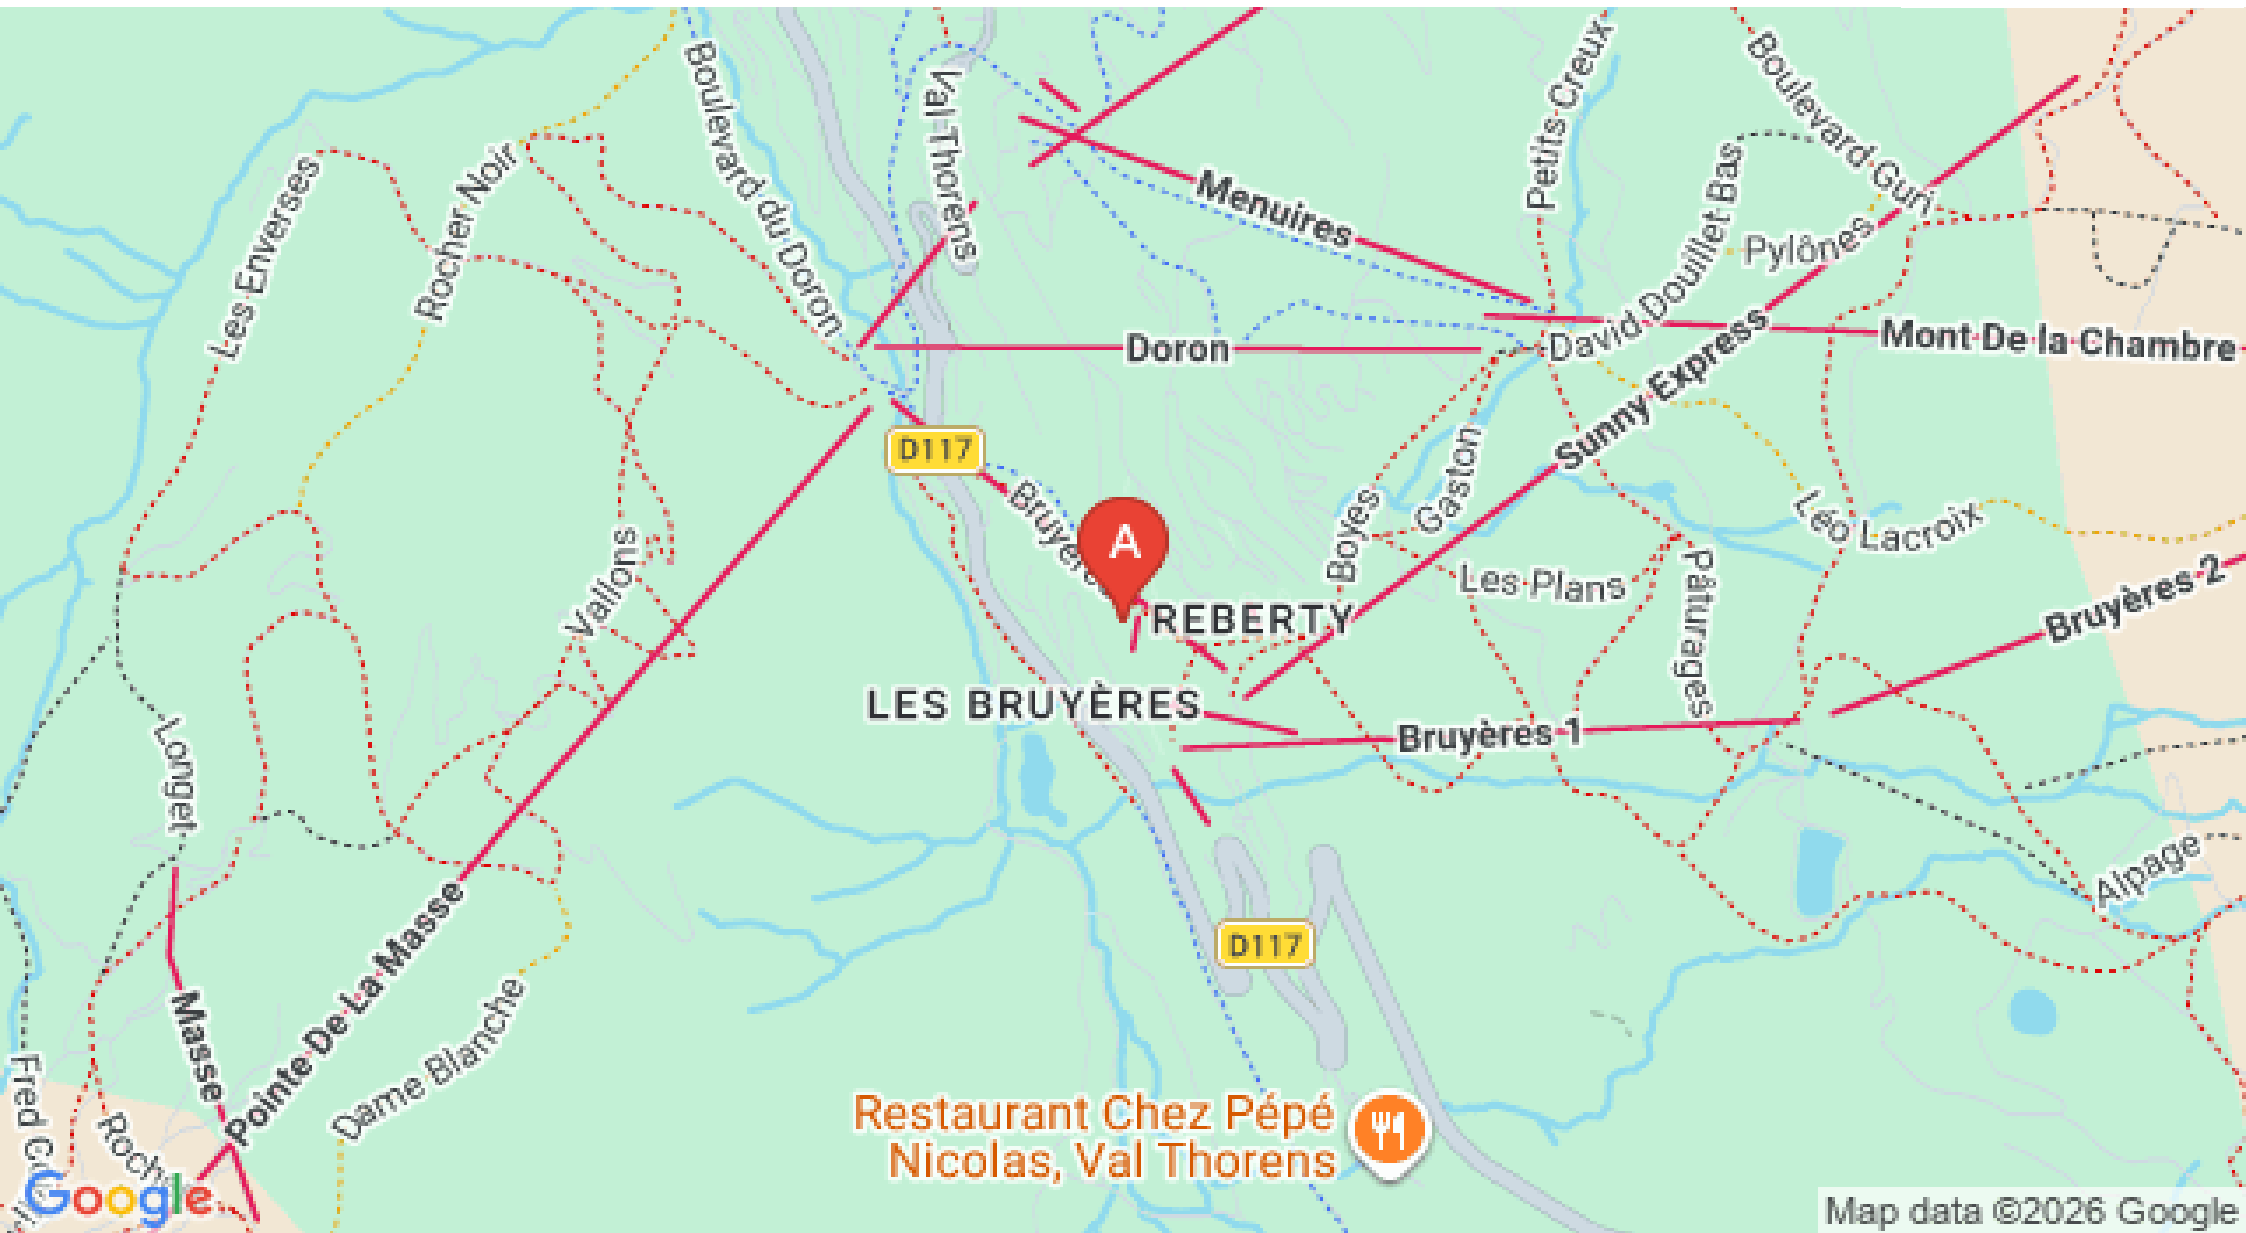 Boulevard du Doron
Val Thorens
Petits Creux
Boulevard Guri
Les Enverses
Rocher Noir
Menuires
David Douillet Bas
Pylônes
Doron
Mont De la Chambre
Sunny Express
D117
Gaston
Boyes
A
Léo Lacroix
Les Plans
Vallons
Pâturages
Bruyères 2
REBERTY
LES BRUYÈRES
Bruyères 1
Longet
Alpage
D117
Masse
Pointe De La Masse
Dame Blanche
Restaurant Chez Pépé
Nicolas, Val Thorens
Fred
Google
Map data ©2026 Google